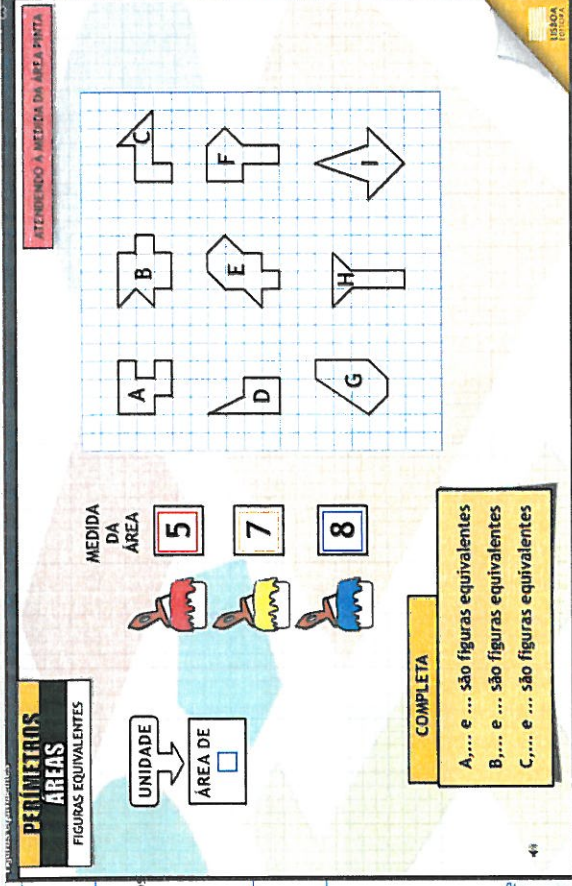 PERÍMETROS
ÁREAS
FIGURAS EQUIVALENTES
ATENDENDO À MEDIDA DA ÁREA PINTA
UNIDADE
ÁREA DE
MEDIDA
DA
ÁREA
5
7
8
A
B
C
D
E
F
G
H
I
COMPLETA
A,... e ... são figuras equivalentes
B,... e ... são figuras equivalentes
C,... e ... são figuras equivalentes
LISBOA
EDITORA